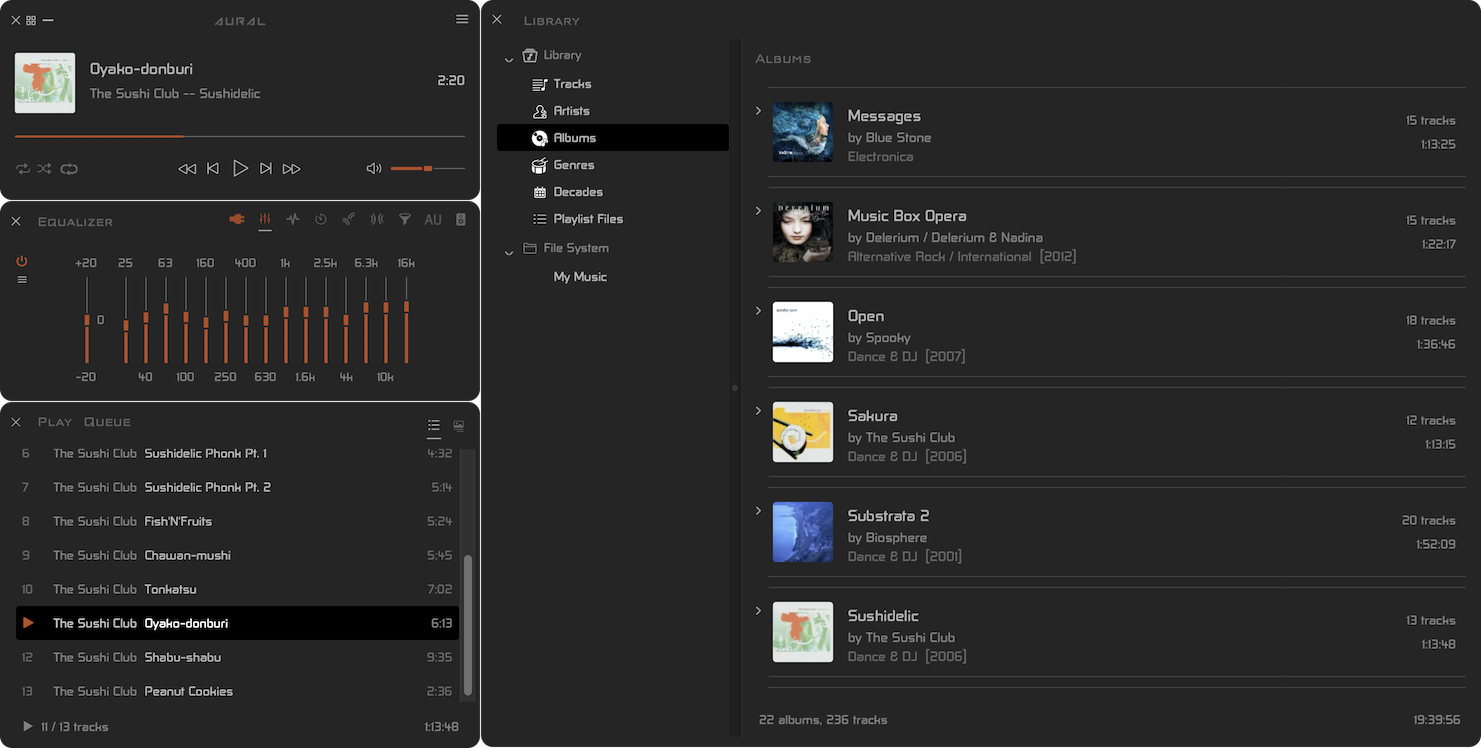 AURAL
Oyako-donburi
The Sushi Club -- Sushidelic
2:20
Equalizer
AU
+20 25 63 160 400 1k 2.5k 6.3k 16k
0
-20 40 100 250 630 1.6k 4k 10k
Play Queue
6 The Sushi Club Sushidelic Phonk Pt. 1 4:32
7 The Sushi Club Sushidelic Phonk Pt. 2 5:14
8 The Sushi Club Fish'N'Fruits 5:24
9 The Sushi Club Chawan-mushi 5:45
10 The Sushi Club Tonkatsu 7:02
The Sushi Club Oyako-donburi 6:13
12 The Sushi Club Shabu-shabu 9:35
13 The Sushi Club Peanut Cookies 2:36
11 / 13 tracks 1:13:48
Library
Library
Tracks
Artists
Albums
Genres
Decades
Playlist Files
File System
My Music
Albums
Messages
by Blue Stone
Electronica
15 tracks
1:13:25
Delerium
Music Box Opera
by Delerium / Delerium & Nadina
Alternative Rock / International [2012]
15 tracks
1:22:17
spooky open
Open
by Spooky
Dance & DJ [2007]
18 tracks
1:36:46
Sakura
by The Sushi Club
Dance & DJ [2006]
12 tracks
1:13:15
Substrata 2
by Biosphere
Dance & DJ [2001]
20 tracks
1:52:09
Sushidelic
by The Sushi Club
Dance & DJ [2006]
13 tracks
1:13:48
22 albums, 236 tracks 19:39:56